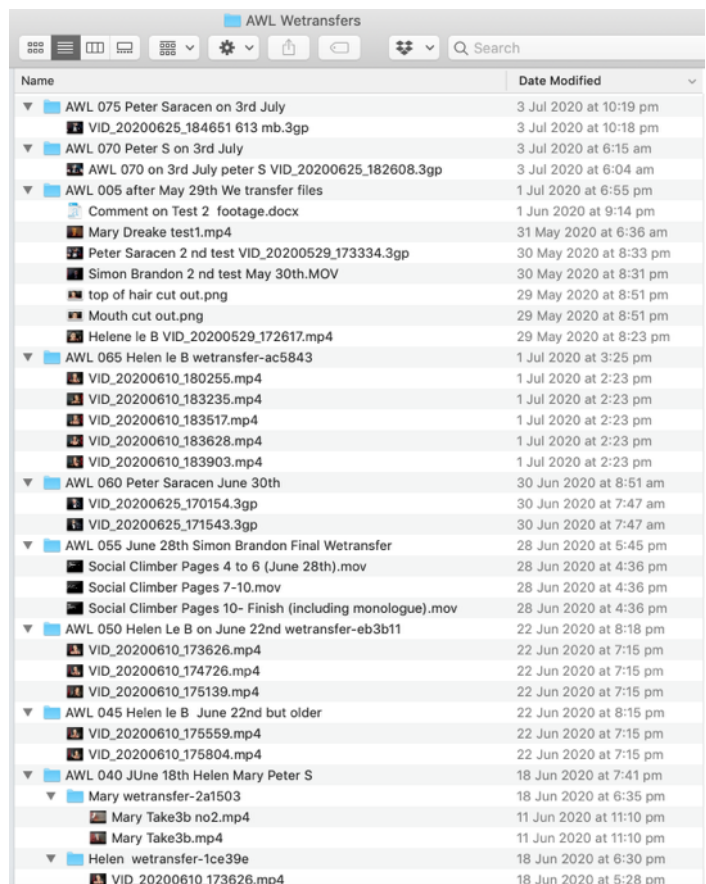 AWL Wetransfers
Search
Name Date Modified
AWL 075 Peter Saracen on 3rd July 3 Jul 2020 at 10:19 pm
VID_20200625_184651 613 mb.3gp 3 Jul 2020 at 10:18 pm
AWL 070 Peter S on 3rd July 3 Jul 2020 at 6:15 am
AWL 070 on 3rd July peter S VID_20200625_182608.3gp 3 Jul 2020 at 6:04 am
AWL 005 after May 29th We transfer files 1 Jul 2020 at 6:55 pm
Comment on Test 2 footage.docx 1 Jun 2020 at 9:14 pm
Mary Dreake test1.mp4 31 May 2020 at 6:36 am
Peter Saracen 2 nd test VID_20200529_173334.3gp 30 May 2020 at 8:33 pm
Simon Brandon 2 nd test May 30th.MOV 30 May 2020 at 8:31 pm
top of hair cut out.png 29 May 2020 at 8:51 pm
Mouth cut out.png 29 May 2020 at 8:51 pm
Helene le B VID_20200529_172617.mp4 29 May 2020 at 8:23 pm
AWL 065 Helen le B wetransfer-ac5843 1 Jul 2020 at 3:25 pm
VID_20200610_180255.mp4 1 Jul 2020 at 2:23 pm
VID_20200610_183235.mp4 1 Jul 2020 at 2:23 pm
VID_20200610_183517.mp4 1 Jul 2020 at 2:23 pm
VID_20200610_183628.mp4 1 Jul 2020 at 2:23 pm
VID_20200610_183903.mp4 1 Jul 2020 at 2:23 pm
AWL 060 Peter Saracen June 30th 30 Jun 2020 at 8:51 am
VID_20200625_170154.3gp 30 Jun 2020 at 7:47 am
VID_20200625_171543.3gp 30 Jun 2020 at 7:47 am
AWL 055 June 28th Simon Brandon Final Wetransfer 28 Jun 2020 at 5:45 pm
Social Climber Pages 4 to 6 (June 28th).mov 28 Jun 2020 at 4:36 pm
Social Climber Pages 7-10.mov 28 Jun 2020 at 4:36 pm
Social Climber Pages 10- Finish (including monologue).mov 28 Jun 2020 at 4:36 pm
AWL 050 Helen Le B on June 22nd wetransfer-eb3b11 22 Jun 2020 at 8:18 pm
VID_20200610_173626.mp4 22 Jun 2020 at 7:15 pm
VID_20200610_174726.mp4 22 Jun 2020 at 7:15 pm
VID_20200610_175139.mp4 22 Jun 2020 at 7:15 pm
AWL 045 Helen le B June 22nd but older 22 Jun 2020 at 8:15 pm
VID_20200610_175559.mp4 22 Jun 2020 at 7:15 pm
VID_20200610_175804.mp4 22 Jun 2020 at 7:15 pm
AWL 040 JUne 18th Helen Mary Peter S 18 Jun 2020 at 7:41 pm
Mary wetransfer-2a1503 18 Jun 2020 at 6:35 pm
Mary Take3b no2.mp4 11 Jun 2020 at 11:10 pm
Mary Take3b.mp4 11 Jun 2020 at 11:10 pm
Helen wetransfer-1ce39e 18 Jun 2020 at 6:30 pm
VID 20200610 173626.mp4 18 Jun 2020 at 5:28 pm